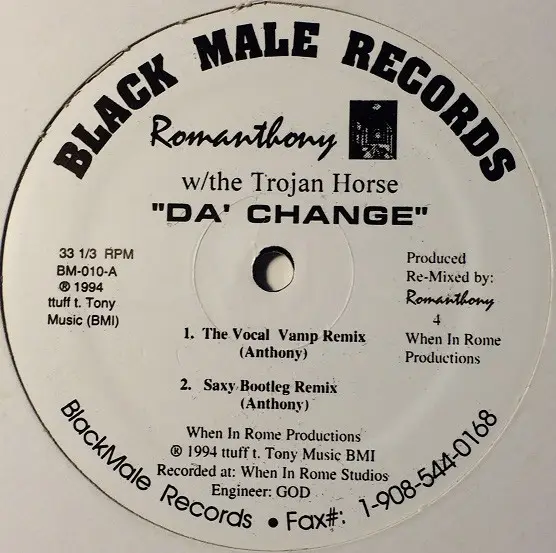 BLACK MALE RECORDS
Romanthony
w/the Trojan Horse
"DA' CHANGE"
33 1/3 RPM
BM-010-A
℗ 1994
ttuff t. Tony
Music (BMI)
Produced
Re-Mixed by:
Romanthony
4
When In Rome
Productions
1. The Vocal Vamp Remix
(Anthony)
2. Saxy Bootleg Remix
(Anthony)
When In Rome Productions
℗ 1994 ttuff t. Tony Music BMI
Recorded at: When In Rome Studios
Engineer: GOD
BlackMale Records • Fax#: 1-908-544-0168